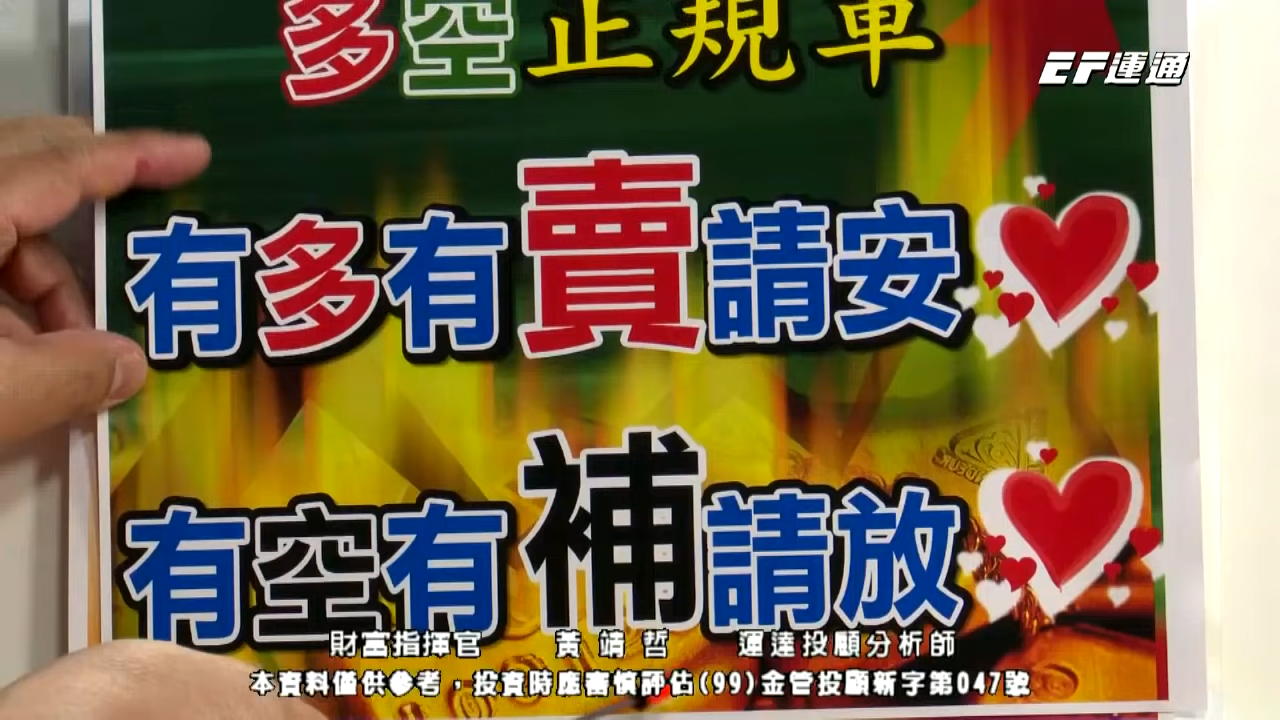 多空正規軍
EF運通
有多有賣請安
有空有補請放
財富指揮官 黃靖哲 運達投顧分析師
本資料僅供參考，投資時應審慎評估(99)金管投顧新字第047號